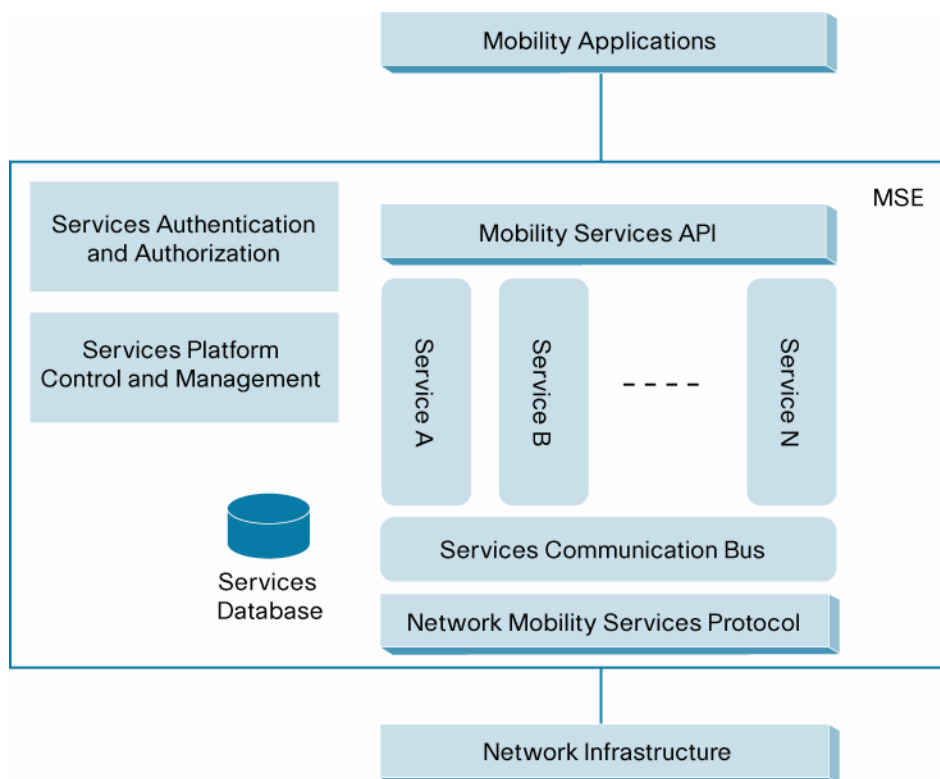 Mobility Applications
MSE
Services Authentication
and Authorization
Mobility Services API
Services Platform
Control and Management
Service A
Service B
Service N
Services
Database
Services Communication Bus
Network Mobility Services Protocol
Network Infrastructure